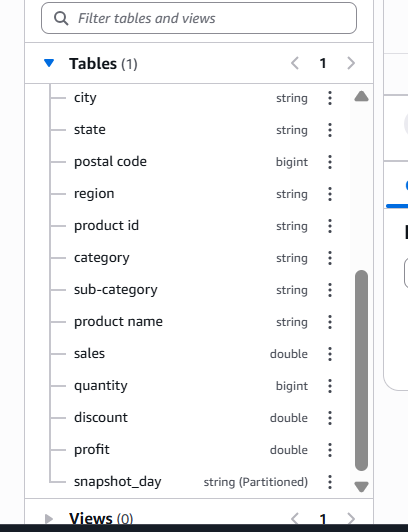 Filter tables and views
Tables (1) 1
city string
state string
postal code bigint
region string
product id string
category string
sub-category string
product name string
sales double
quantity bigint
discount double
profit double
snapshot_day string (Partitioned)
Views (0) 1